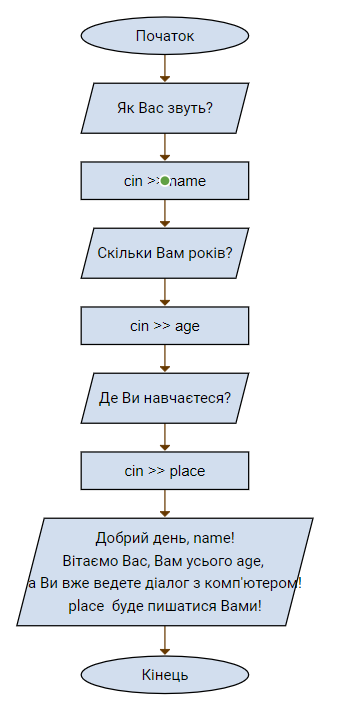 Початок
Як Вас звуть?
cin >> name
Скільки Вам років?
cin >> age
Де Ви навчаєтеся?
cin >> place
Добрий день, name!
Вітаємо Вас, Вам усього age,
а Ви вже ведете діалог з комп'ютером!
place буде пишатися Вами!
Кінець